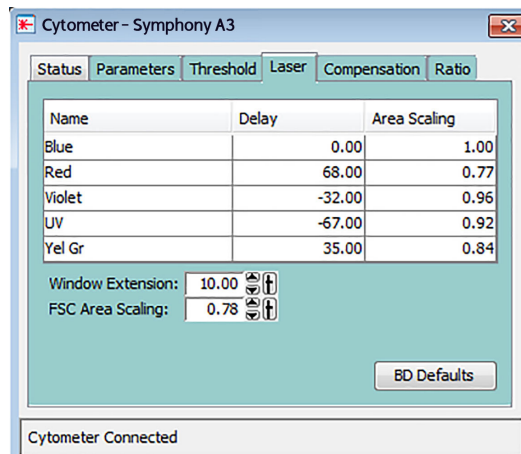 Cytometer - Symphony A3
Status Parameters Threshold Laser Compensation Ratio
Name Delay Area Scaling
Blue 0.00 1.00
Red 68.00 0.77
Violet -32.00 0.96
UV -67.00 0.92
Yel Gr 35.00 0.84
Window Extension: 10.00
FSC Area Scaling: 0.78
BD Defaults
Cytometer Connected